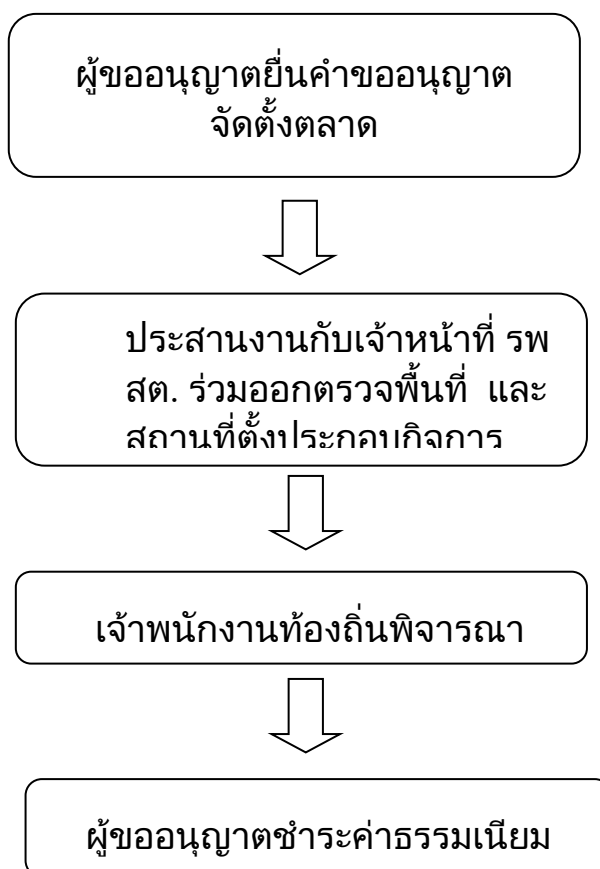 ผู้ขออนุญาตยื่นคำขออนุญาต
จัดตั้งตลาด
ประสานงานกับเจ้าหน้าที่ รพ
สต. ร่วมออกตรวจพื้นที่ และ
สถานที่ตั้งประกอบกิจการ
เจ้าพนักงานท้องถิ่นพิจารณา
ผู้ขออนุญาตชำระค่าธรรมเนียม